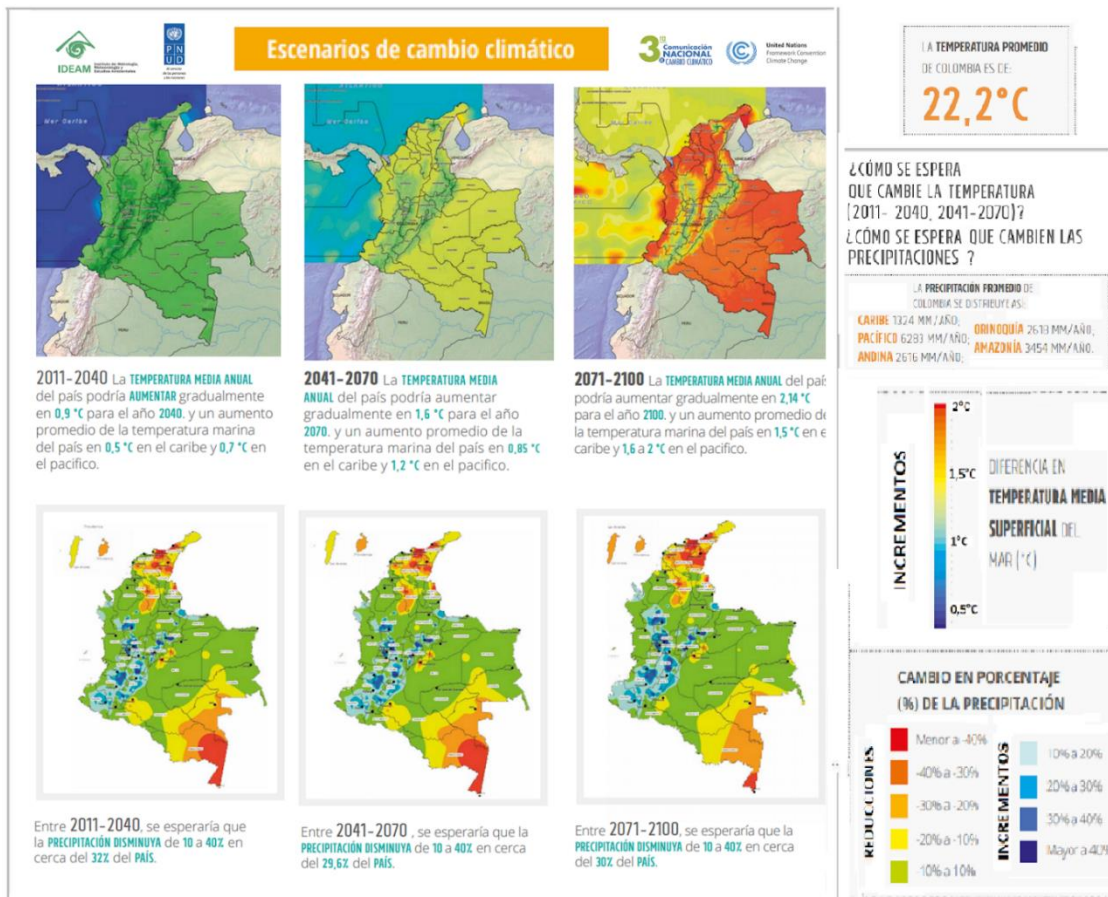 IDEAM
PNUD
Escenarios de cambio climático
3
Comunicación
NACIONAL
CAMBIO CLIMÁTICO
United Nations
Framework Convention
Climate Change
LA TEMPERATURA PROMEDIO
DE COLOMBIA ES DE:
22,2°C
Mar Caribe
2011-2040 La TEMPERATURA MEDIA ANUAL
del país podría AUMENTAR gradualmente
en 0,9 °C para el año 2040. y un aumento
promedio de la temperatura marina
del país en 0,5 °C en el caribe y 0,7 °C en
el pacifico.
2041-2070 La TEMPERATURA MEDIA
ANUAL del país podría aumentar
gradualmente en 1,6 °C para el año
2070. y un aumento promedio de la
temperatura marina del país en 0,85 °C
en el caribe y 1,2 °C en el pacifico.
2071-2100 La TEMPERATURA MEDIA ANUAL del país
podría aumentar gradualmente en 2,14 °C
para el año 2100. y un aumento promedio de
la temperatura marina del país en 1,5 °C en e
caribe y 1,6 a 2 °C en el pacifico.
¿CÓMO SE ESPERA
QUE CAMBIE LA TEMPERATURA
(2011- 2040, 2041-2070)?
¿CÓMO SE ESPERA QUE CAMBIEN LAS
PRECIPITACIONES ?
LA PRECIPITACIÓN PROMEDIO DE
COLOMBIA SE DISTRIBUYE ASÍ:
CARIBE 1324 MM/AÑO;
PACÍFICO 6283 MM/AÑO;
ANDINA 2616 MM/AÑO;
ORINOQUÍA 2613 MM/AÑO;
AMAZONÍA 3454 MM/AÑO.
INCREMENTOS
2°C
1,5°C
1°C
0,5°C
DIFERENCIA EN
TEMPERATURA MEDIA
SUPERFICIAL DEL
MAR (°C)
Entre 2011-2040, se esperaría que
la PRECIPITACIÓN DISMINUYA de 10 a 40% en
cerca del 32% del PAÍS.
Entre 2041-2070 , se esperaría que la
PRECIPITACIÓN DISMINUYA de 10 a 40% en cerca
del 29,6% del PAÍS.
Entre 2071-2100, se esperaría que la
PRECIPITACIÓN DISMINUYA de 10 a 40% en cerca del
30% del PAÍS.
CAMBIO EN PORCENTAJE
(%) DE LA PRECIPITACIÓN
REDUCCIONES
Menor a -40%
-40% a -30%
-30% a -20%
-20% a -10%
-10% a 10%
INCREMENTOS
10% a 20%
20% a 30%
30% a 40%
Mayor a 40%